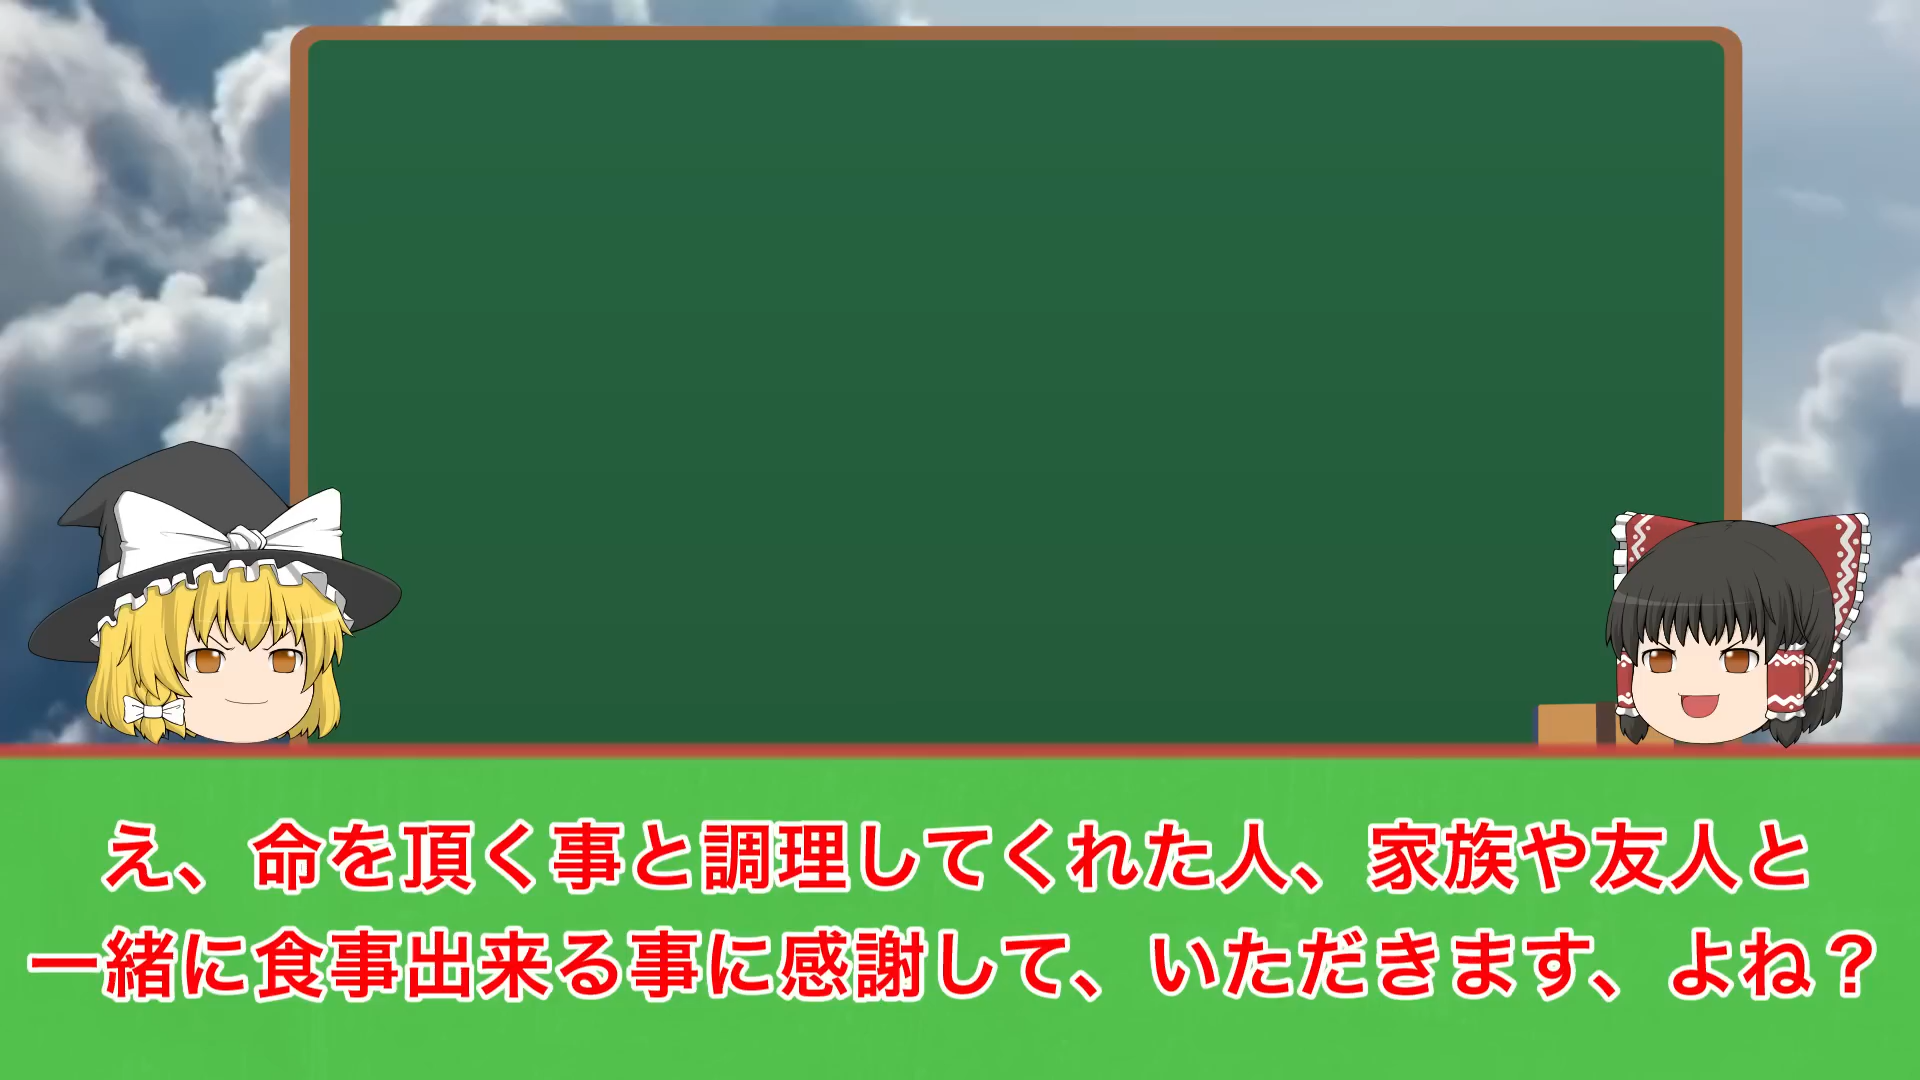 え、命を頂く事と調理してくれた人、家族や友人と
一緒に食事出来る事に感謝して、いただきます、よね？